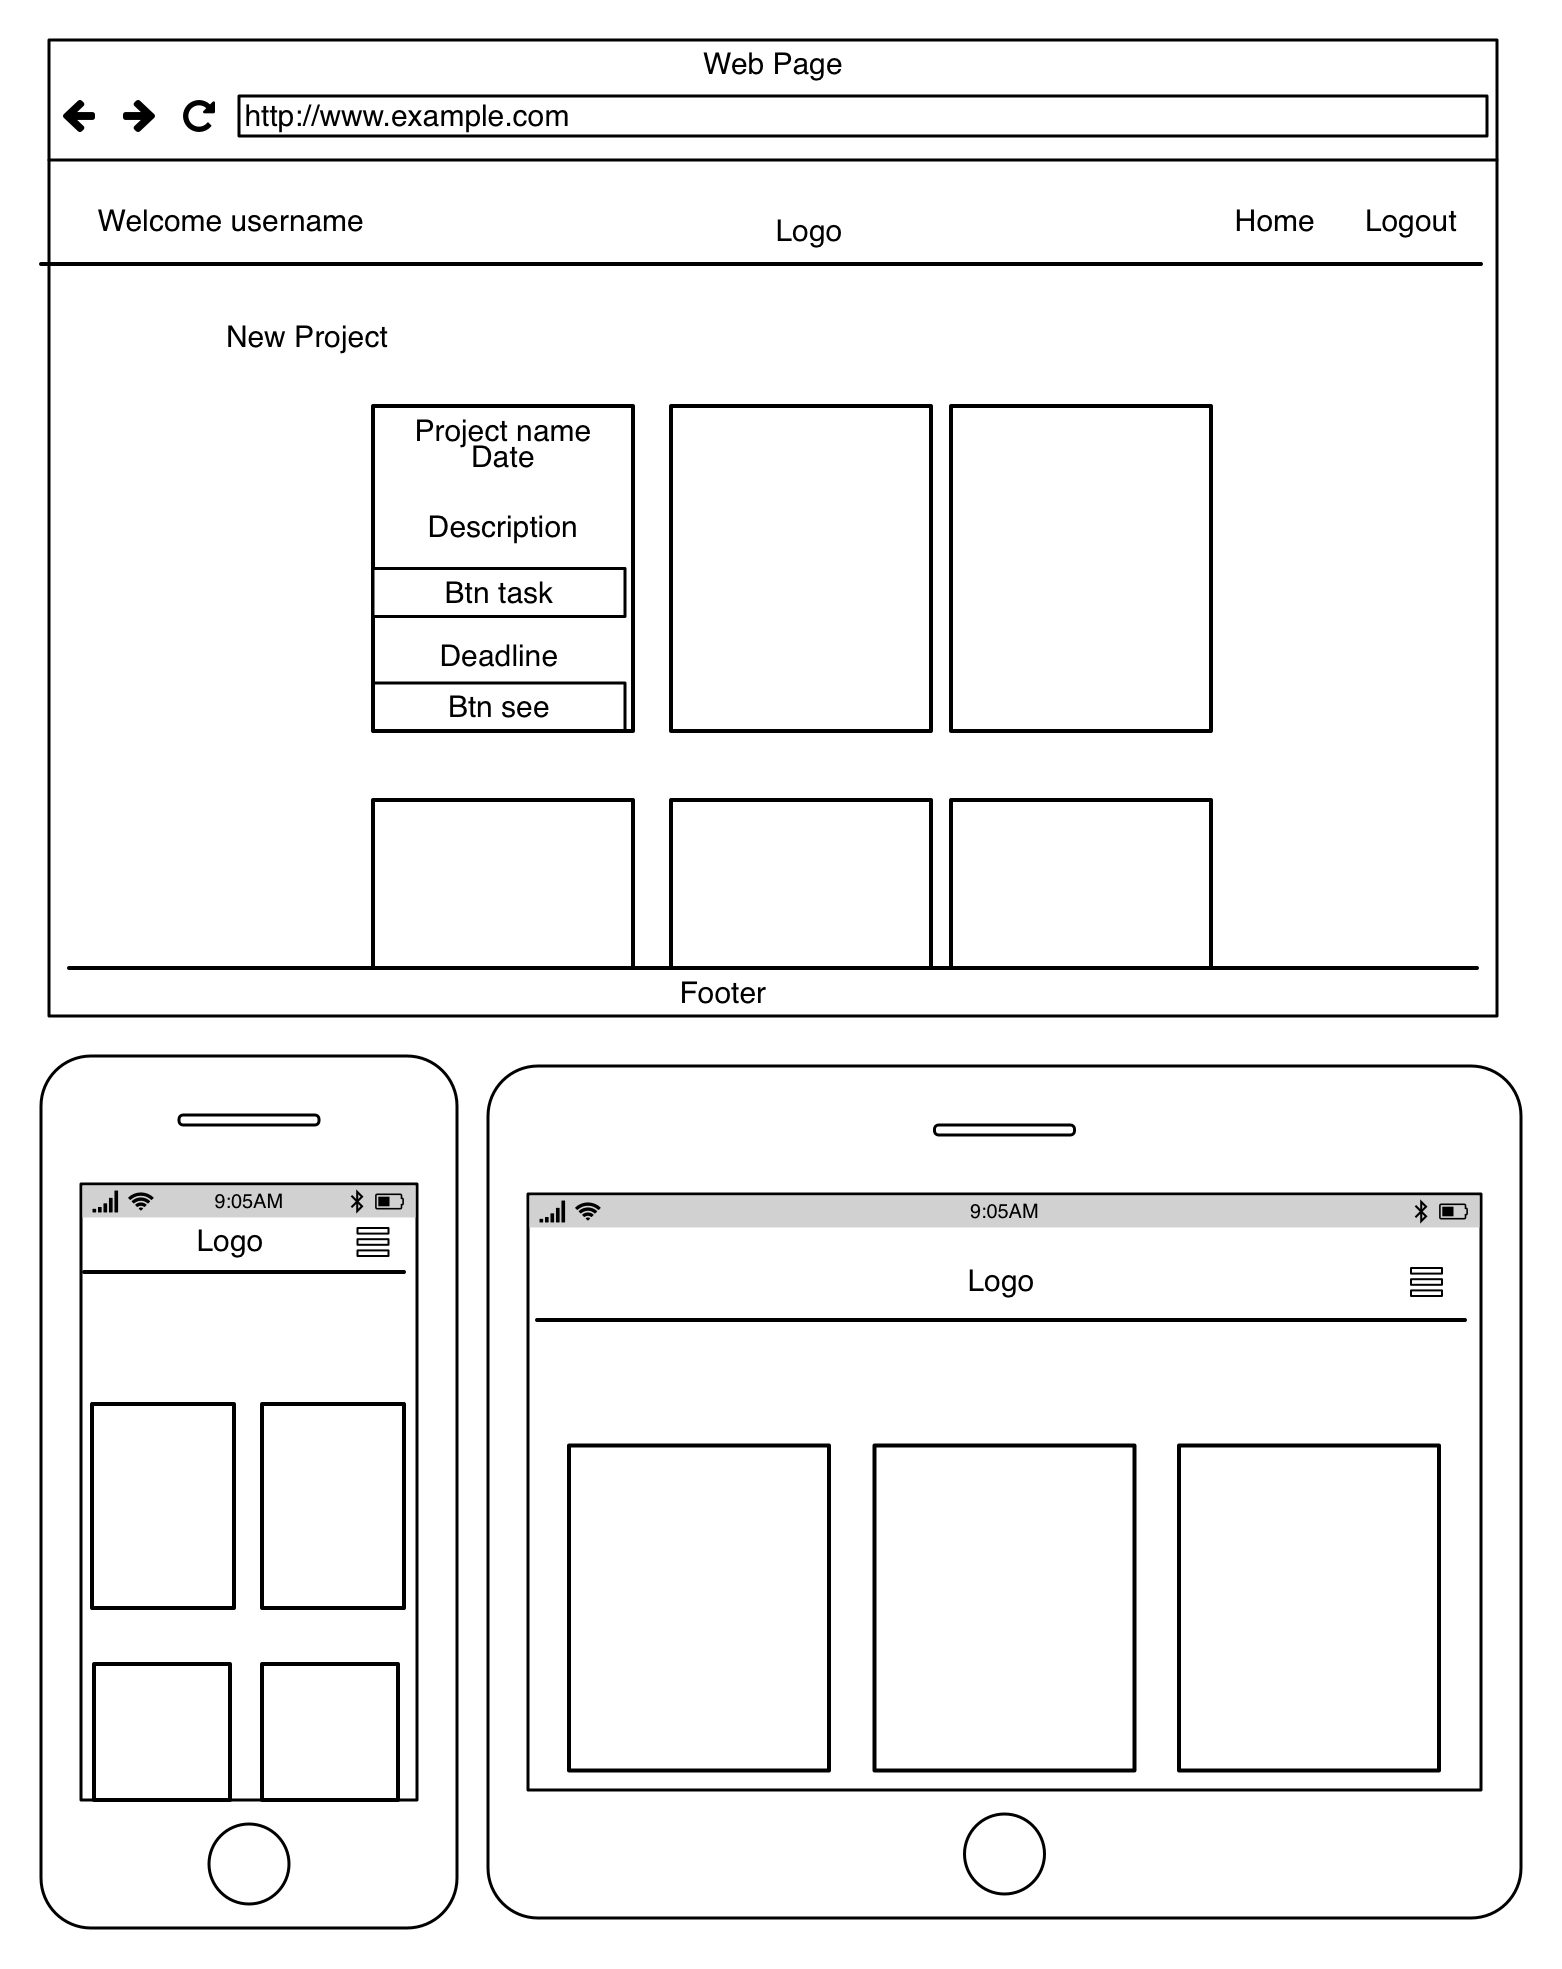 Web Page
http://www.example.com
Welcome username
Logo
Home
Logout
New Project
Project name
Date
Description
Btn task
Deadline
Btn see
Footer
9:05AM
Logo
9:05AM
Logo